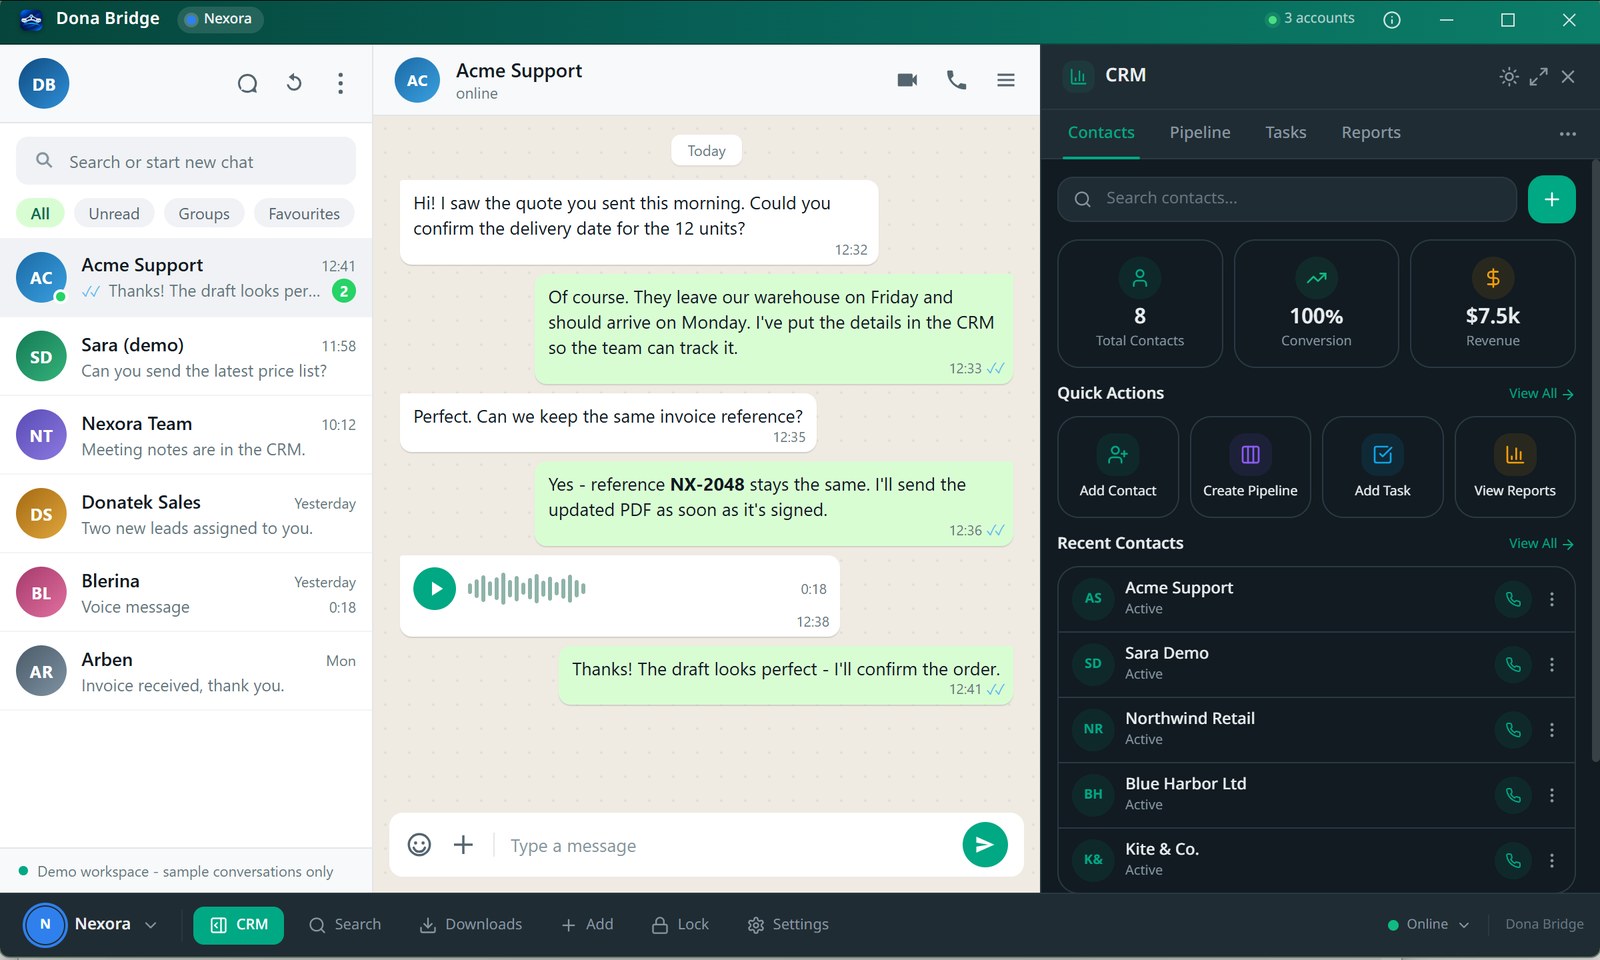 Dona Bridge
Nexora
3 accounts
DB
Search or start new chat
All
Unread
Groups
Favourites
AC
Acme Support
12:41
Thanks! The draft looks per...
2
SD
Sara (demo)
11:58
Can you send the latest price list?
NT
Nexora Team
10:12
Meeting notes are in the CRM.
DS
Donatek Sales
Yesterday
Two new leads assigned to you.
BL
Blerina
Yesterday
Voice message
0:18
AR
Arben
Mon
Invoice received, thank you.
Demo workspace - sample conversations only
AC
Acme Support
online
Today
Hi! I saw the quote you sent this morning. Could you
confirm the delivery date for the 12 units?
12:32
Of course. They leave our warehouse on Friday and
should arrive on Monday. I've put the details in the CRM
so the team can track it.
12:33
Perfect. Can we keep the same invoice reference?
12:35
Yes - reference NX-2048 stays the same. I'll send the
updated PDF as soon as it's signed.
12:36
0:18
12:38
Thanks! The draft looks perfect - I'll confirm the order.
12:41
Type a message
CRM
Contacts
Pipeline
Tasks
Reports
Search contacts...
8
Total Contacts
100%
Conversion
$7.5k
Revenue
Quick Actions
View All
Add Contact
Create Pipeline
Add Task
View Reports
Recent Contacts
View All
AS
Acme Support
Active
SD
Sara Demo
Active
NR
Northwind Retail
Active
BH
Blue Harbor Ltd
Active
K&
Kite & Co.
Active
N
Nexora
CRM
Search
Downloads
Add
Lock
Settings
Online
Dona Bridge